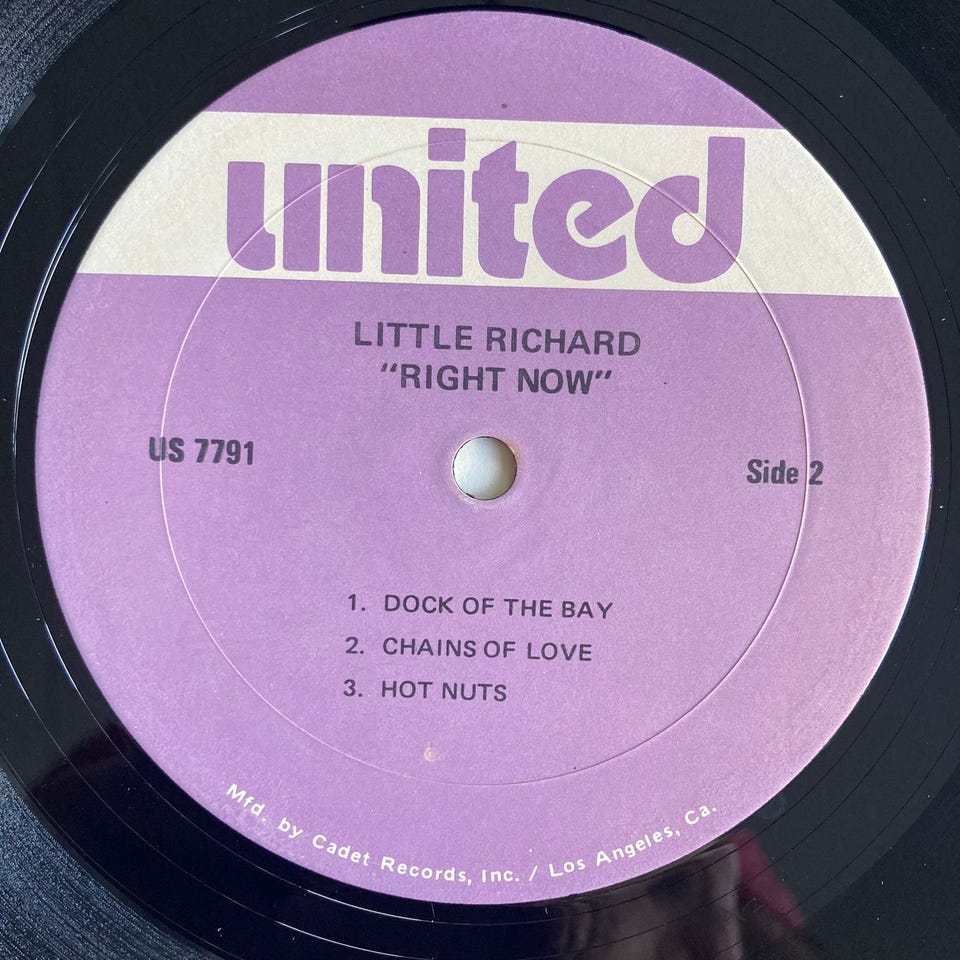 united
LITTLE RICHARD
"RIGHT NOW"
US 7791
Side 2
1. DOCK OF THE BAY
2. CHAINS OF LOVE
3. HOT NUTS
Mfd. by Cadet Records, Inc. / Los Angeles, Ca.